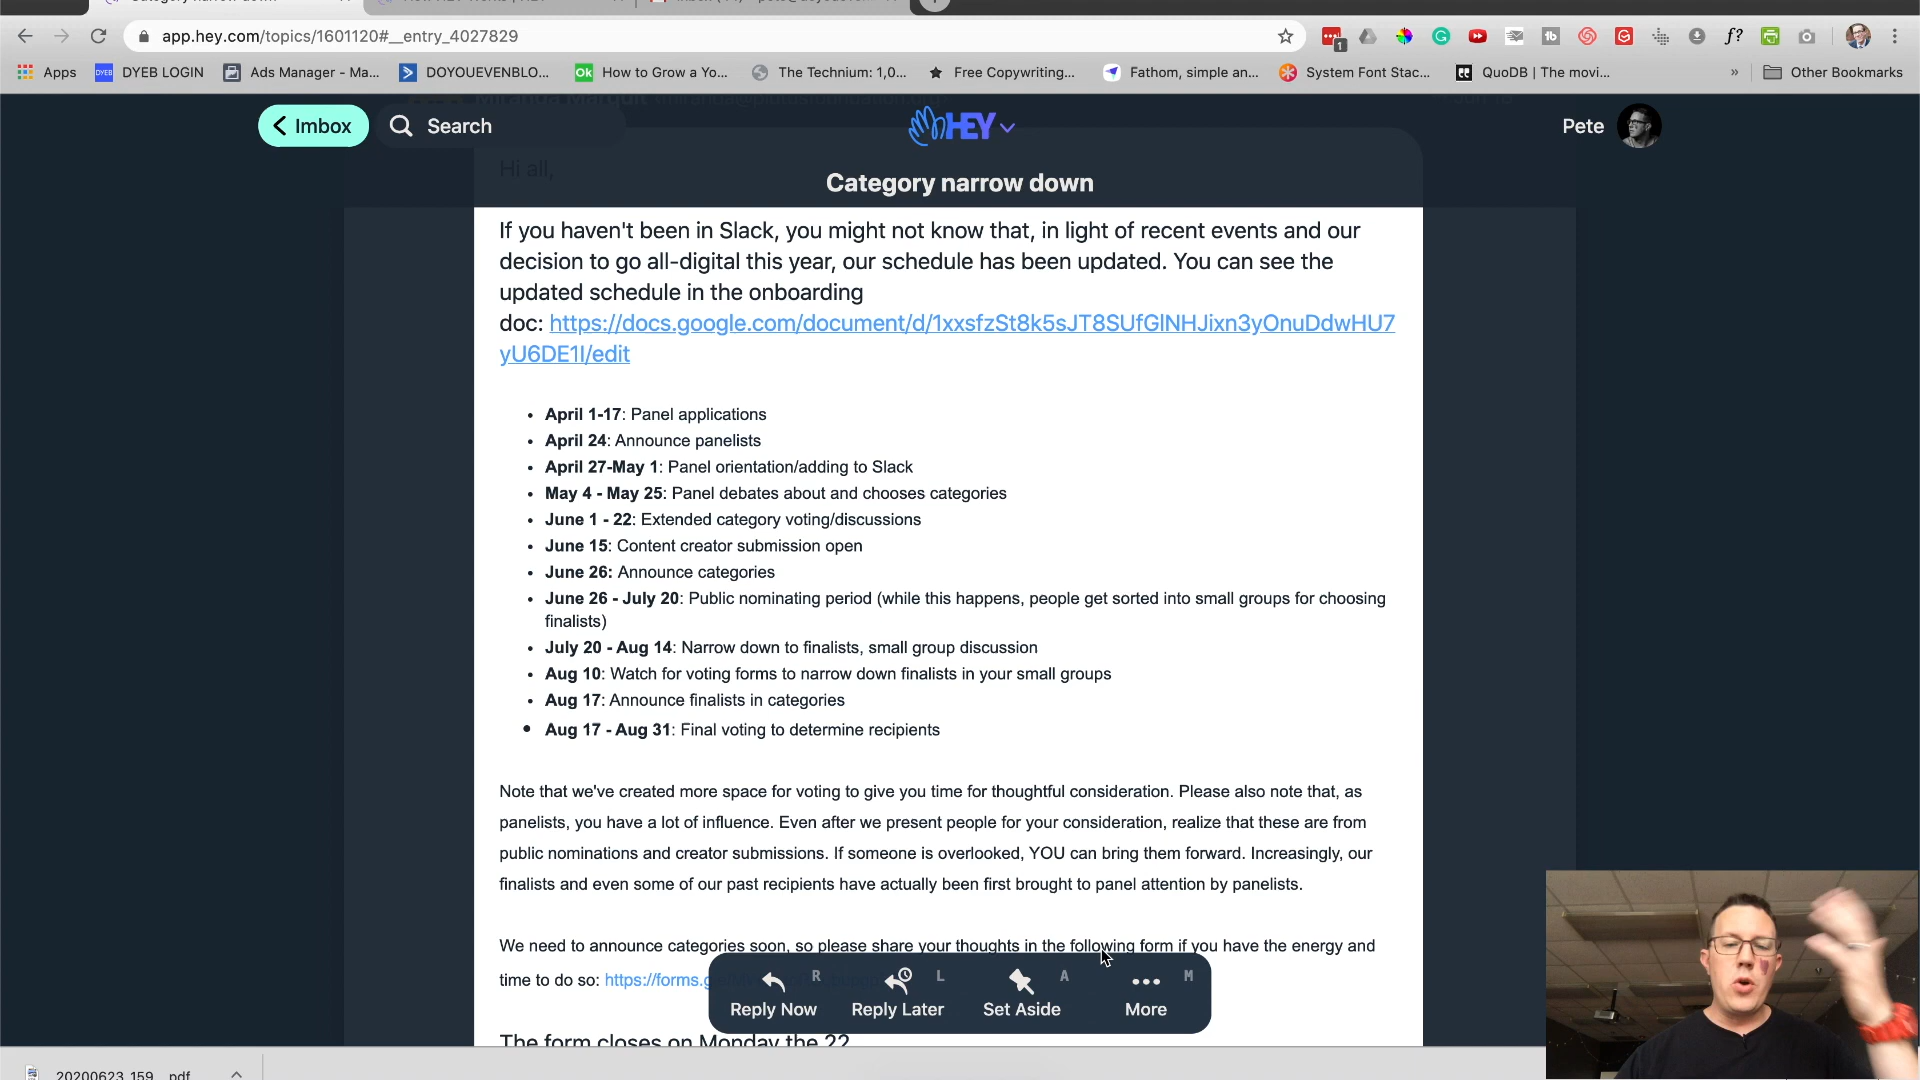 app.hey.com/topics/1601120#__entry_4027829
1
Apps
DYEB
DYEB LOGIN
Ads Manager - Ma...
DOYOUEVENBLO...
Ok
How to Grow a Yo...
The Technium: 1,0...
Free Copywriting...
Fathom, simple an...
System Font Stac...
QuoDB | The movi...
»
Other Bookmarks
Imbox
Search
HEY
Pete
Hi all,
Category narrow down
If you haven't been in Slack, you might not know that, in light of recent events and our
decision to go all-digital this year, our schedule has been updated. You can see the
updated schedule in the onboarding
doc: https://docs.google.com/document/d/1xxsfzSt8k5sJT8SUfGlNHJixn3yOnuDdwHU7
yU6DE1I/edit
• April 1-17: Panel applications
• April 24: Announce panelists
• April 27-May 1: Panel orientation/adding to Slack
• May 4 - May 25: Panel debates about and chooses categories
• June 1 - 22: Extended category voting/discussions
• June 15: Content creator submission open
• June 26: Announce categories
• June 26 - July 20: Public nominating period (while this happens, people get sorted into small groups for choosing
finalists)
• July 20 - Aug 14: Narrow down to finalists, small group discussion
• Aug 10: Watch for voting forms to narrow down finalists in your small groups
• Aug 17: Announce finalists in categories
• Aug 17 - Aug 31: Final voting to determine recipients
Note that we've created more space for voting to give you time for thoughtful consideration. Please also note that, as
panelists, you have a lot of influence. Even after we present people for your consideration, realize that these are from
public nominations and creator submissions. If someone is overlooked, YOU can bring them forward. Increasingly, our
finalists and even some of our past recipients have actually been first brought to panel attention by panelists.
We need to announce categories soon, so please share your thoughts in the following form if you have the energy and
time to do so: https://forms.g
Reply Now R
Reply Later L
Set Aside A
More M
The form closes on Monday the 22
20200623_159_.pdf